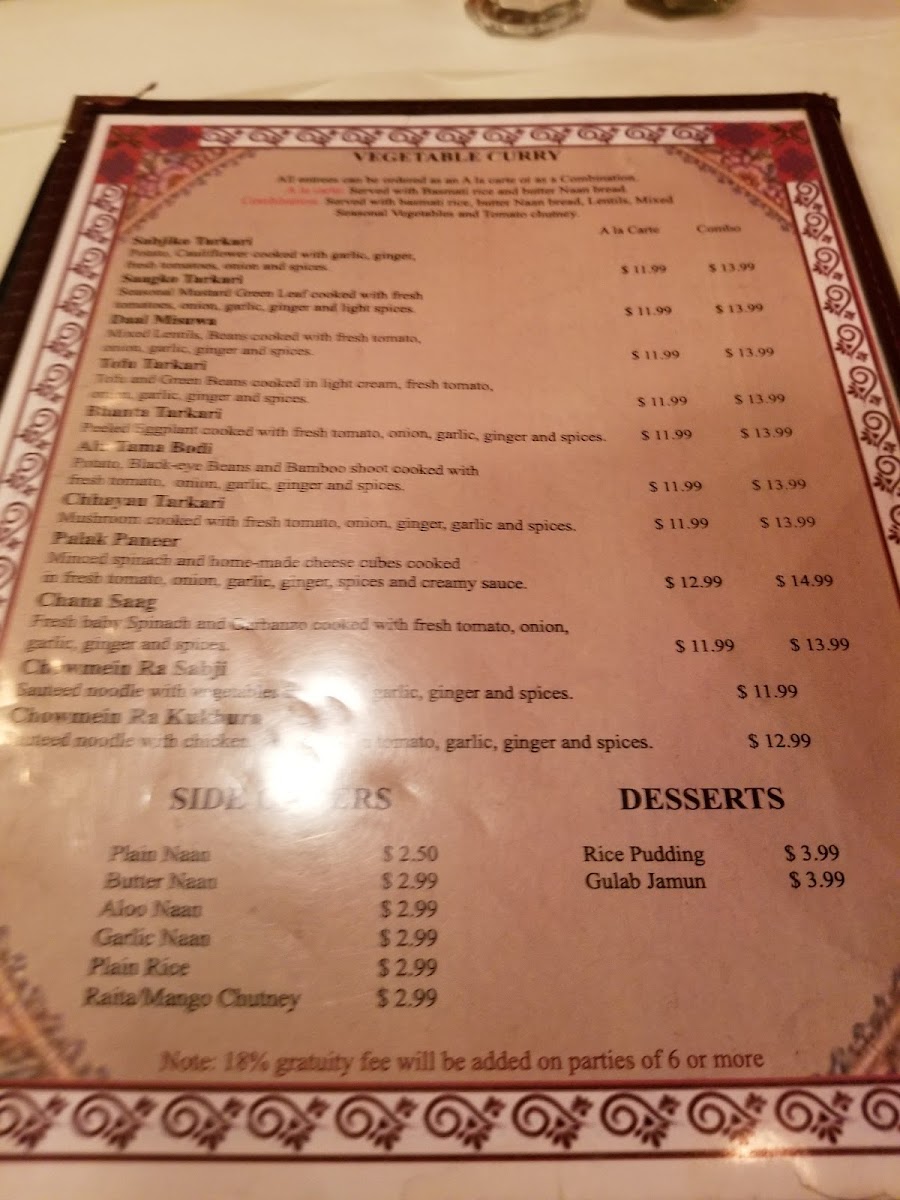 VEGETABLE CURRY
All entrees can be ordered as an A la carte or as a Combination.
A la carte: Served with Basmati rice and butter Naan bread.
Combination: Served with basmati rice, butter Naan bread, Lentils, Mixed
Seasonal Vegetables and Tomato chutney.
A la Carte Combo
Sabjiko Tarkari
Potato, Cauliflower cooked with garlic, ginger,
fresh tomatoes, onion and spices. $ 11.99 $ 13.99
Saagko Tarkari
Seasonal Mustard Green Leaf cooked with fresh
tomatoes, onion, garlic, ginger and light spices. $ 11.99 $ 13.99
Daal Misuwa
Mixed Lentils, Beans cooked with fresh tomato,
onion, garlic, ginger and spices. $ 11.99 $ 13.99
Tofu Tarkari
Tofu and Green Beans cooked in light cream, fresh tomato,
onion, garlic, ginger and spices. $ 11.99 $ 13.99
Bhanta Tarkari
Peeled Eggplant cooked with fresh tomato, onion, garlic, ginger and spices. $ 11.99 $ 13.99
Tama Bodi
Potato, Black-eye Beans and Bamboo shoot cooked with
fresh tomato, onion, garlic, ginger and spices. $ 11.99 $ 13.99
Chhayau Tarkari
Mushroom cooked with fresh tomato, onion, ginger, garlic and spices. $ 11.99 $ 13.99
Palak Paneer
Minced spinach and home-made cheese cubes cooked
in fresh tomato, onion, garlic, ginger, spices and creamy sauce. $ 12.99 $ 14.99
Chana Saag
Fresh baby Spinach and Garbanzo cooked with fresh tomato, onion,
garlic, ginger and spices. $ 11.99 $ 13.99
Chowmein Ra Sabji
Sauteed noodle with vegetables garlic, ginger and spices. $ 11.99
Chowmein Ra Kukhura
Sauteed noodle with chicken tomato, garlic, ginger and spices. $ 12.99
SIDE
Plain Naan $ 2.50
Butter Naan $ 2.99
Aloo Naan $ 2.99
Garlic Naan $ 2.99
Plain Rice $ 2.99
Raita/Mango Chutney $ 2.99
DESSERTS
Rice Pudding $ 3.99
Gulab Jamun $ 3.99
Note: 18% gratuity fee will be added on parties of 6 or more